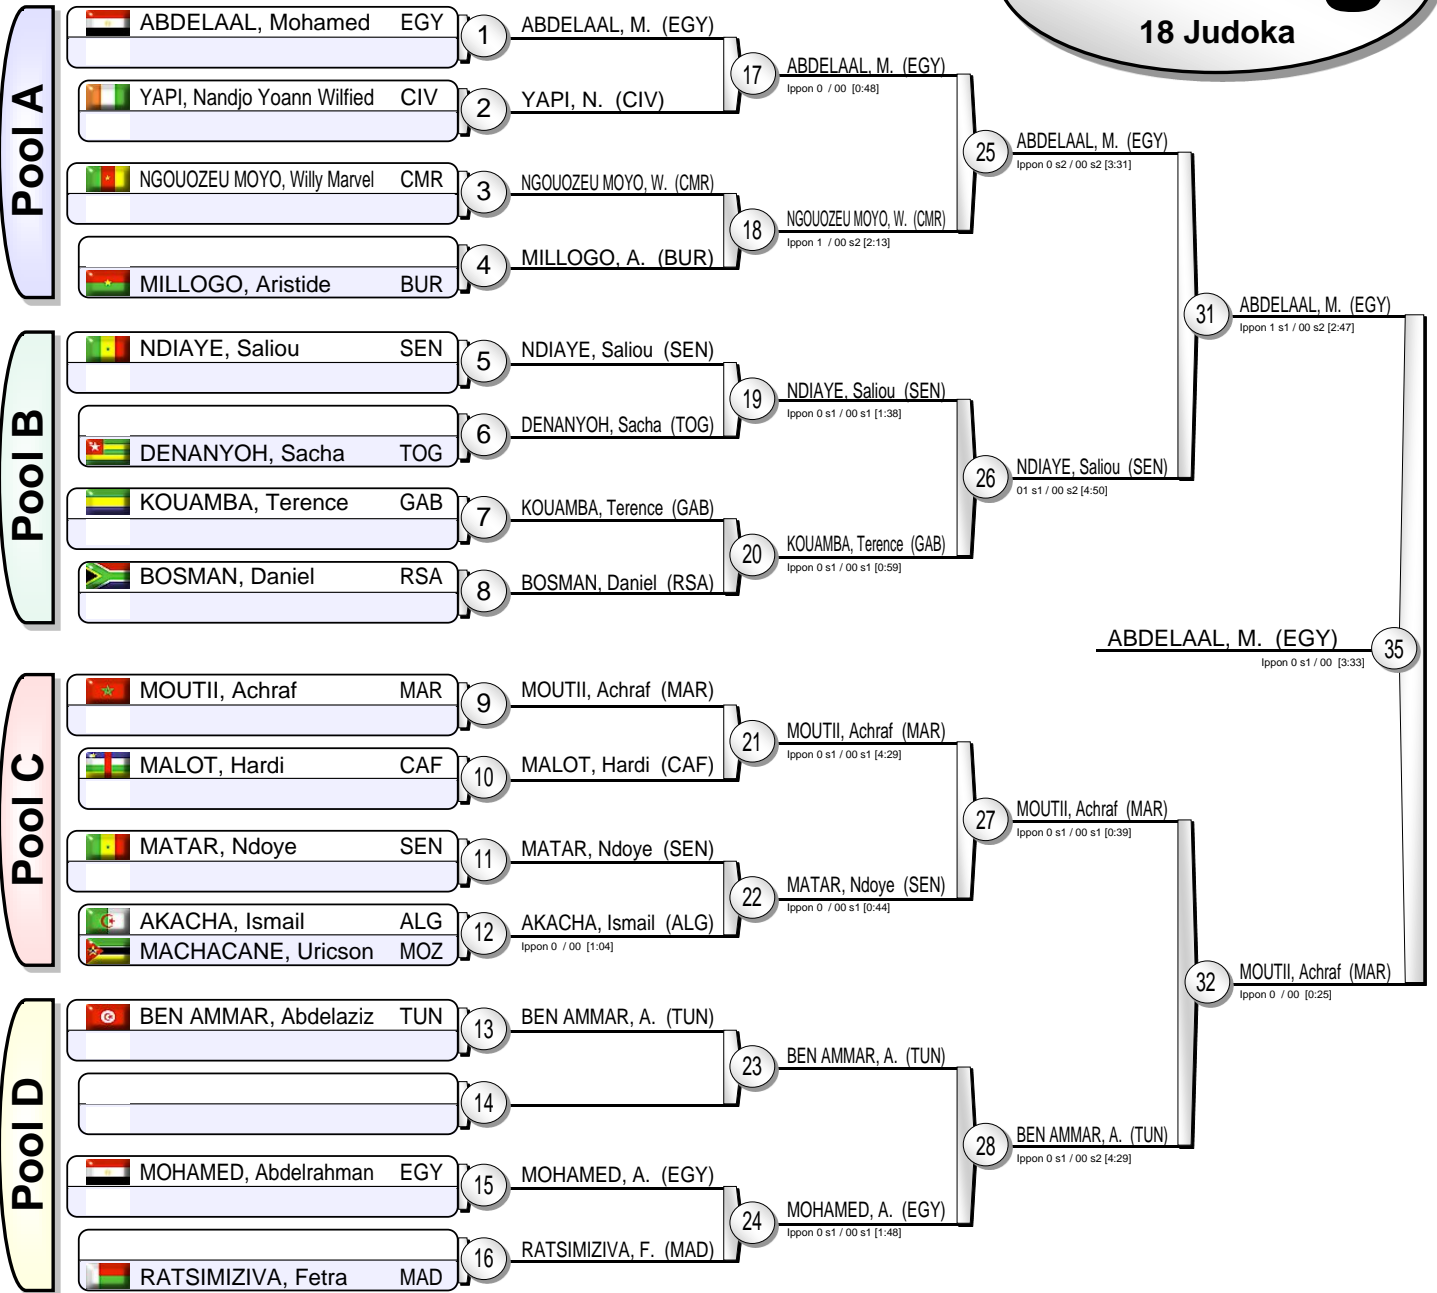 18 Judoka
Pool A
ABDELAAL, Mohamed EGY
1
ABDELAAL, M. (EGY)
YAPI, Nandjo Yoann Wilfied CIV
2
YAPI, N. (CIV)
17
ABDELAAL, M. (EGY)
Ippon 0 / 00 [0:48]
NGOUOZEU MOYO, Willy Marvel CMR
3
NGOUOZEU MOYO, W. (CMR)
MILLOGO, Aristide BUR
4
MILLOGO, A. (BUR)
18
NGOUOZEU MOYO, W. (CMR)
Ippon 1 / 00 s2 [2:13]
25
ABDELAAL, M. (EGY)
Ippon 0 s2 / 00 s2 [3:31]
Pool B
NDIAYE, Saliou SEN
5
NDIAYE, Saliou (SEN)
DENANYOH, Sacha TOG
6
DENANYOH, Sacha (TOG)
19
NDIAYE, Saliou (SEN)
Ippon 0 s1 / 00 s1 [1:38]
KOUAMBA, Terence GAB
7
KOUAMBA, Terence (GAB)
BOSMAN, Daniel RSA
8
BOSMAN, Daniel (RSA)
20
KOUAMBA, Terence (GAB)
Ippon 0 s1 / 00 s1 [0:59]
26
NDIAYE, Saliou (SEN)
01 s1 / 00 s2 [4:50]
31
ABDELAAL, M. (EGY)
Ippon 1 s1 / 00 s2 [2:47]
ABDELAAL, M. (EGY)
35
Ippon 0 s1 / 00 [3:33]
Pool C
MOUTII, Achraf MAR
9
MOUTII, Achraf (MAR)
MALOT, Hardi CAF
10
MALOT, Hardi (CAF)
21
MOUTII, Achraf (MAR)
Ippon 0 s1 / 00 s1 [4:29]
MATAR, Ndoye SEN
11
MATAR, Ndoye (SEN)
AKACHA, Ismail ALG
MACHACANE, Uricson MOZ
12
AKACHA, Ismail (ALG)
Ippon 0 / 00 [1:04]
22
MATAR, Ndoye (SEN)
Ippon 0 / 00 s1 [0:44]
27
MOUTII, Achraf (MAR)
Ippon 0 s1 / 00 s1 [0:39]
Pool D
BEN AMMAR, Abdelaziz TUN
13
BEN AMMAR, A. (TUN)
14
23
BEN AMMAR, A. (TUN)
MOHAMED, Abdelrahman EGY
15
MOHAMED, A. (EGY)
RATSIMIZIVA, Fetra MAD
16
RATSIMIZIVA, F. (MAD)
24
MOHAMED, A. (EGY)
Ippon 0 s1 / 00 s1 [1:48]
28
BEN AMMAR, A. (TUN)
Ippon 0 s1 / 00 s2 [4:29]
32
MOUTII, Achraf (MAR)
Ippon 0 / 00 [0:25]